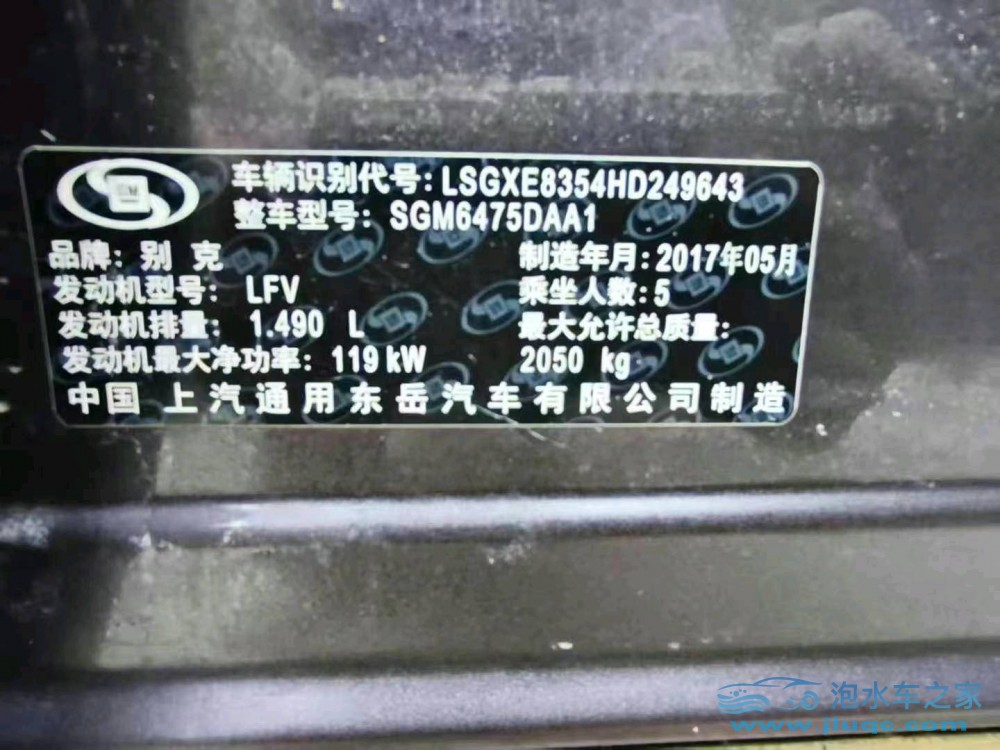 车辆识别代号：LSGXE8354HD249643
整车型号：SGM6475DAA1
品牌：别 克 制造年月：2017年05月
发动机型号：LFV 乘坐人数：5
发动机排量：1.490 L 最大允许总质量：
发动机最大净功率：119 kW 2050 kg
中国 上汽通用东岳汽车有限公司制造
泡水车之家